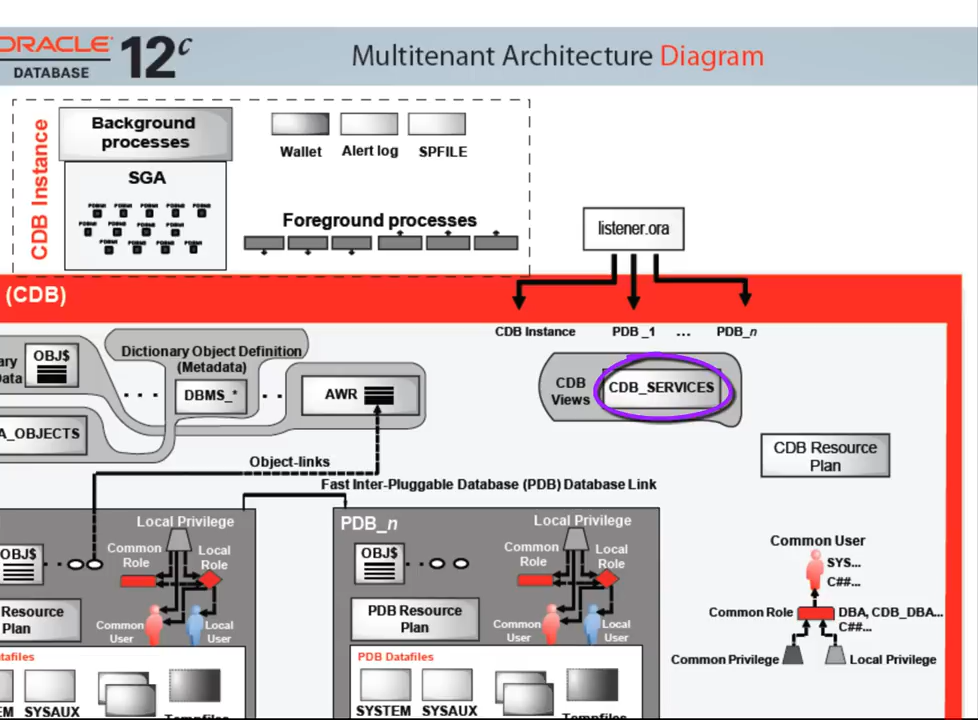 ORACLE
DATABASE
12c
Multitenant Architecture Diagram
CDB Instance
Background
processes
SGA
Wallet
Alert log
SPFILE
Foreground processes
listener.ora
(CDB)
CDB Instance
PDB_1
...
PDB_n
OBJ$
Dictionary Object Definition
(Metadata)
...
DBMS_*
..
AWR
A_OBJECTS
CDB
Views
CDB_SERVICES
CDB Resource
Plan
Object-links
Fast Inter-Pluggable Database (PDB) Database Link
Local Privilege
OBJ$
Common
Role
Local
Role
Resource
Plan
Common
User
Local
User
SYSAUX
Tempfiles
PDB_n
Local Privilege
OBJ$
Common
Role
Local
Role
PDB Resource
Plan
Common
User
Local
User
PDB Datafiles
SYSTEM
SYSAUX
Tempfiles
Common User
SYS...
C##...
Common Role
DBA, CDB_DBA...
C##...
Common Privilege
Local Privilege